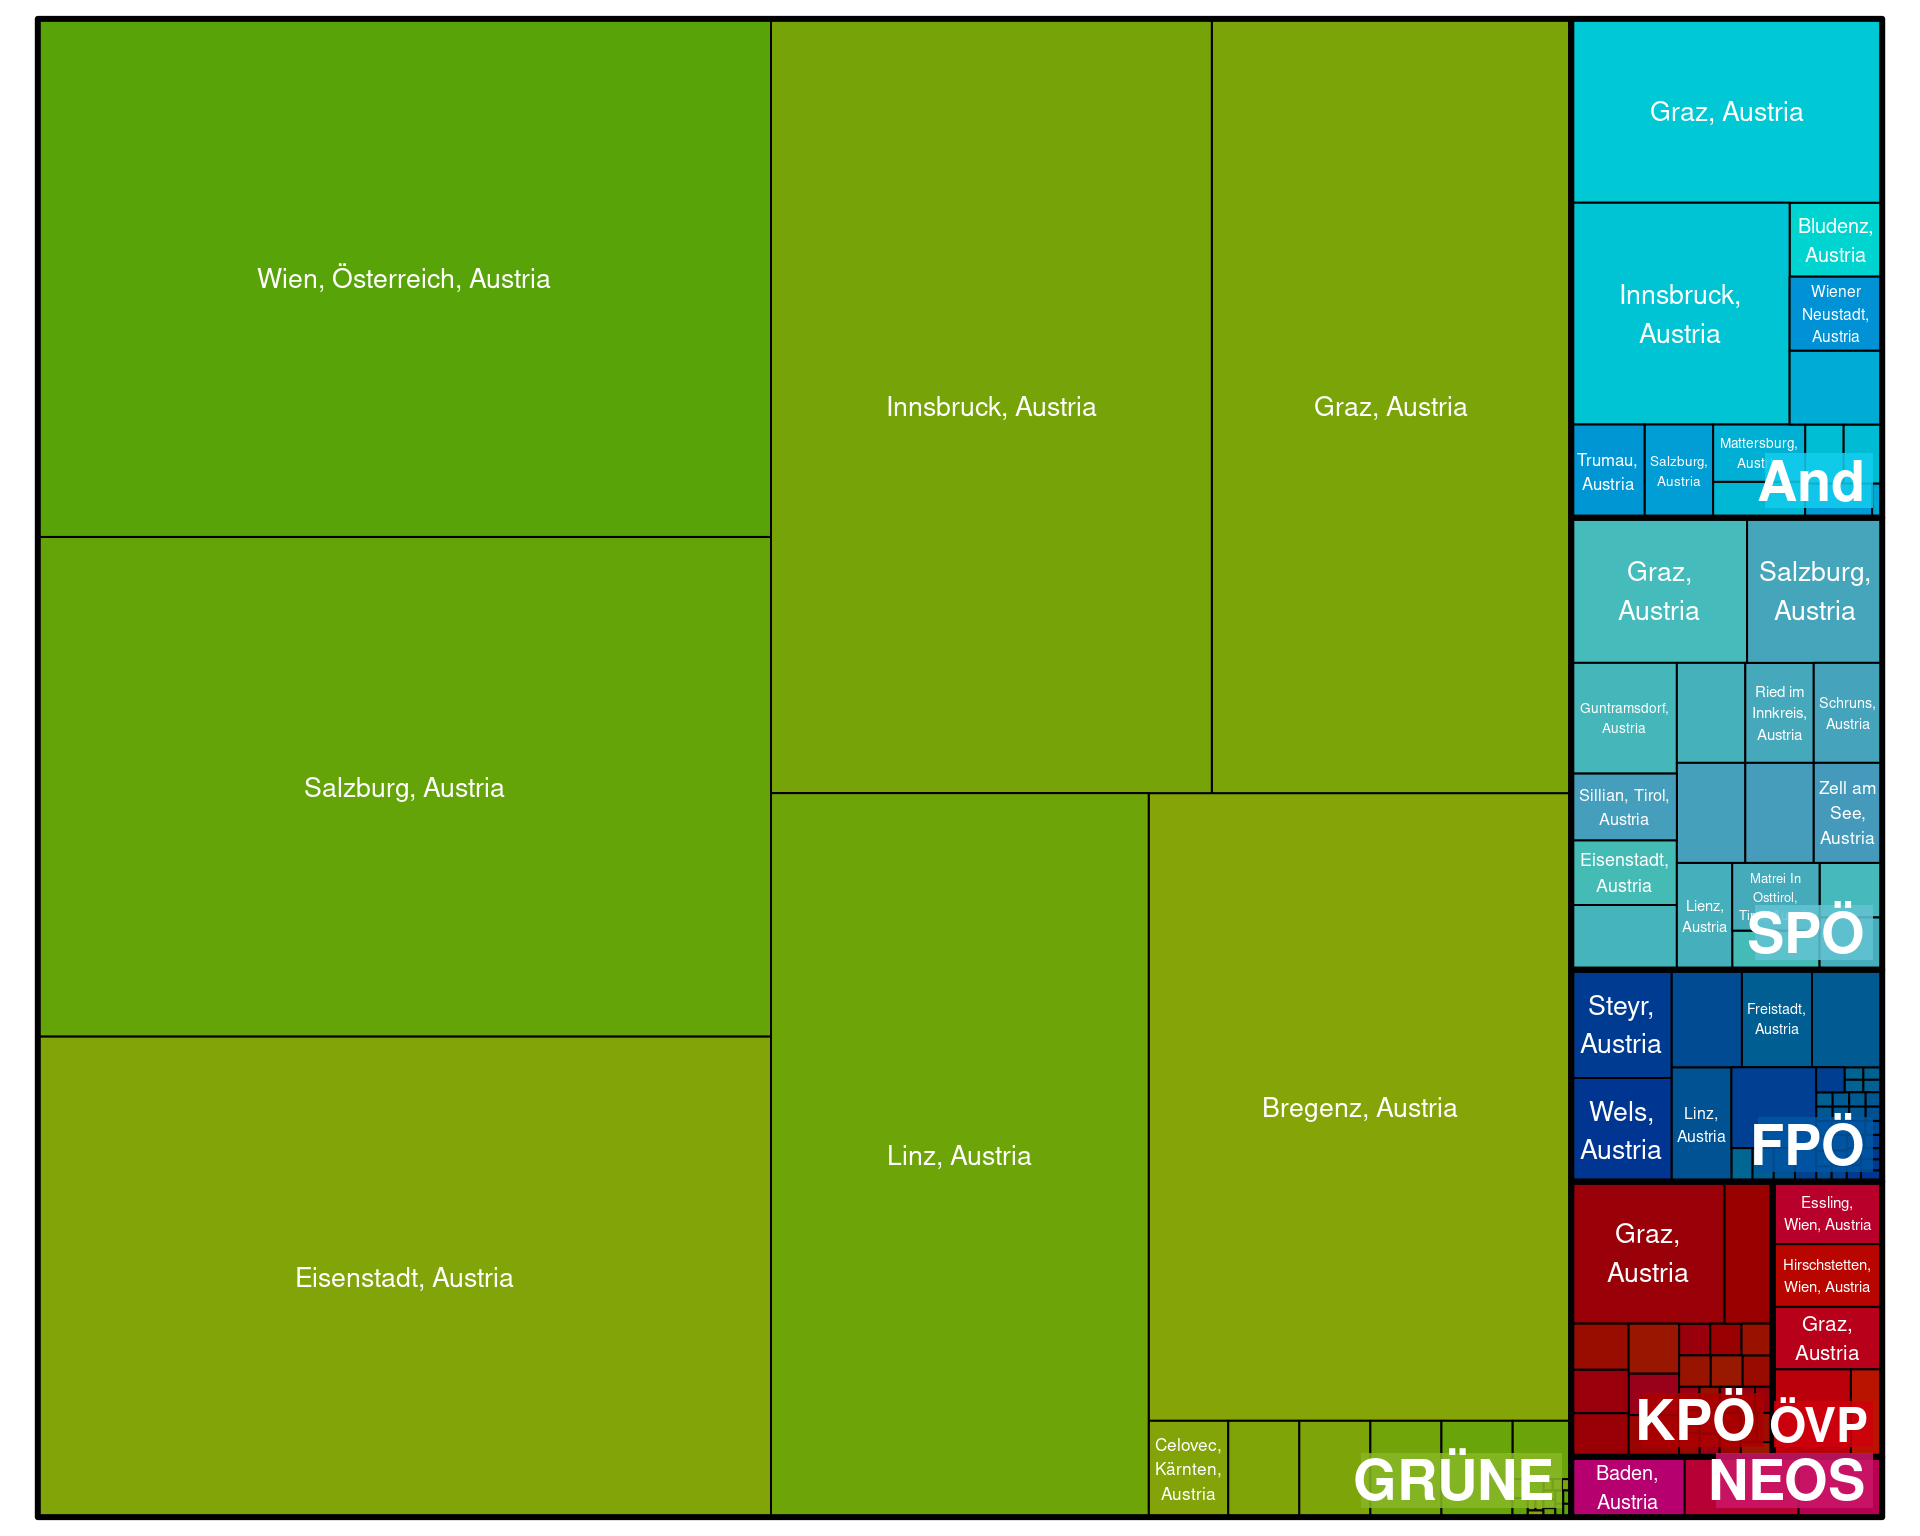 Wien, Österreich, Austria
Salzburg, Austria
Eisenstadt, Austria
Innsbruck, Austria
Graz, Austria
Linz, Austria
Bregenz, Austria
Celovec,
Kärnten,
Austria
GRÜNE
Graz, Austria
Innsbruck,
Austria
Bludenz,
Austria
Wiener
Neustadt,
Austria
Trumau,
Austria
Salzburg,
Austria
Mattersburg,
And
Graz,
Austria
Salzburg,
Austria
Guntramsdorf,
Austria
Ried im
Innkreis,
Austria
Schruns,
Austria
Sillian, Tirol,
Austria
Zell am
See,
Austria
Eisenstadt,
Austria
Lienz,
Austria
Matrei In
Osttirol,
SPÖ
Steyr,
Austria
Freistadt,
Austria
Wels,
Austria
Linz,
Austria
FPÖ
Graz,
Austria
KPÖ
Essling,
Wien, Austria
Hirschstetten,
Wien, Austria
Graz,
Austria
ÖVP
Baden,
Austria
NEOS